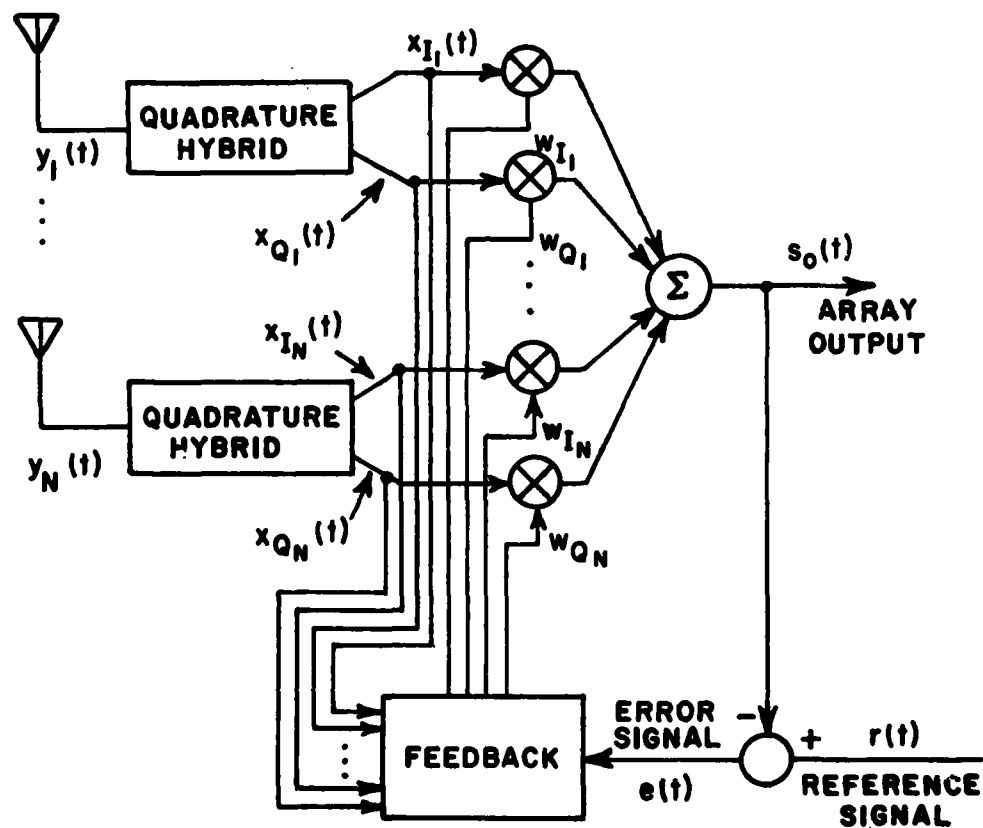 x_{I_1}(t)
QUADRATURE
HYBRID
y_1(t)
w_{I_1}
x_{Q_1}(t)
w_{Q_1}
s_0(t)
Σ
ARRAY
OUTPUT
x_{I_N}(t)
QUADRATURE
HYBRID
y_N(t)
w_{I_N}
x_{Q_N}(t)
w_{Q_N}
ERROR
SIGNAL
−
+
r(t)
FEEDBACK
e(t)
REFERENCE
SIGNAL